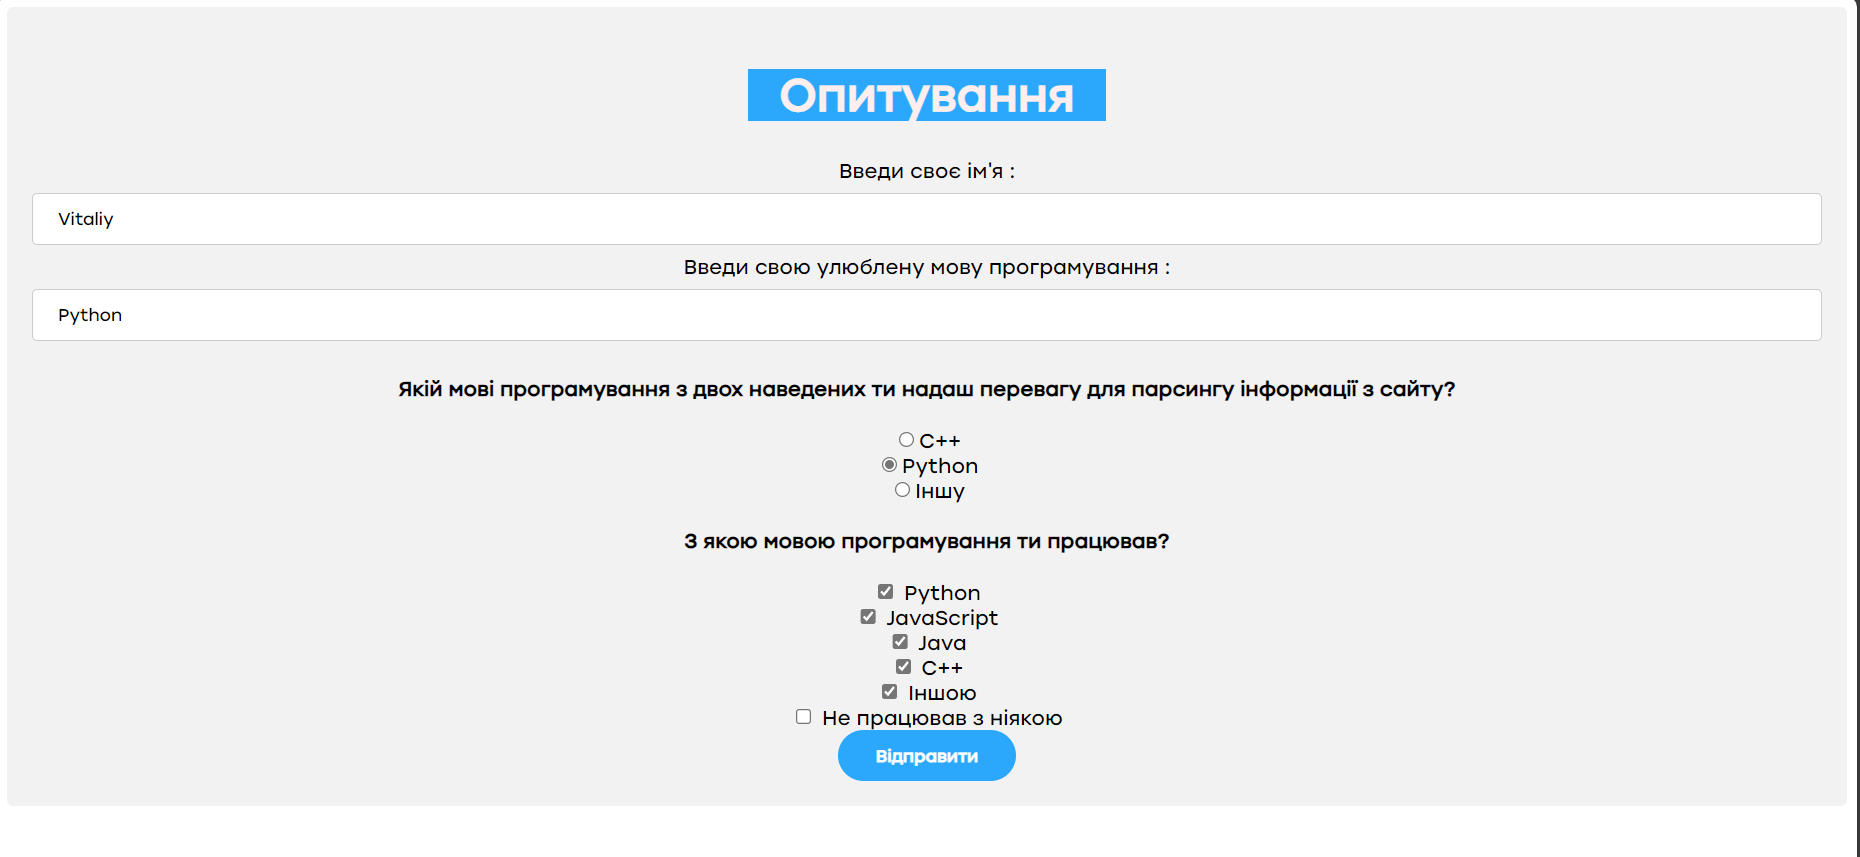 Опитування
Введи своє ім'я :
Vitaliy
Введи свою улюблену мову програмування :
Python
Якій мові програмування з двох наведених ти надаш перевагу для парсингу інформації з сайту?
C++
Python
Іншу
З якою мовою програмування ти працював?
Python
JavaScript
Java
C++
Іншою
Не працював з ніякою
Відправити